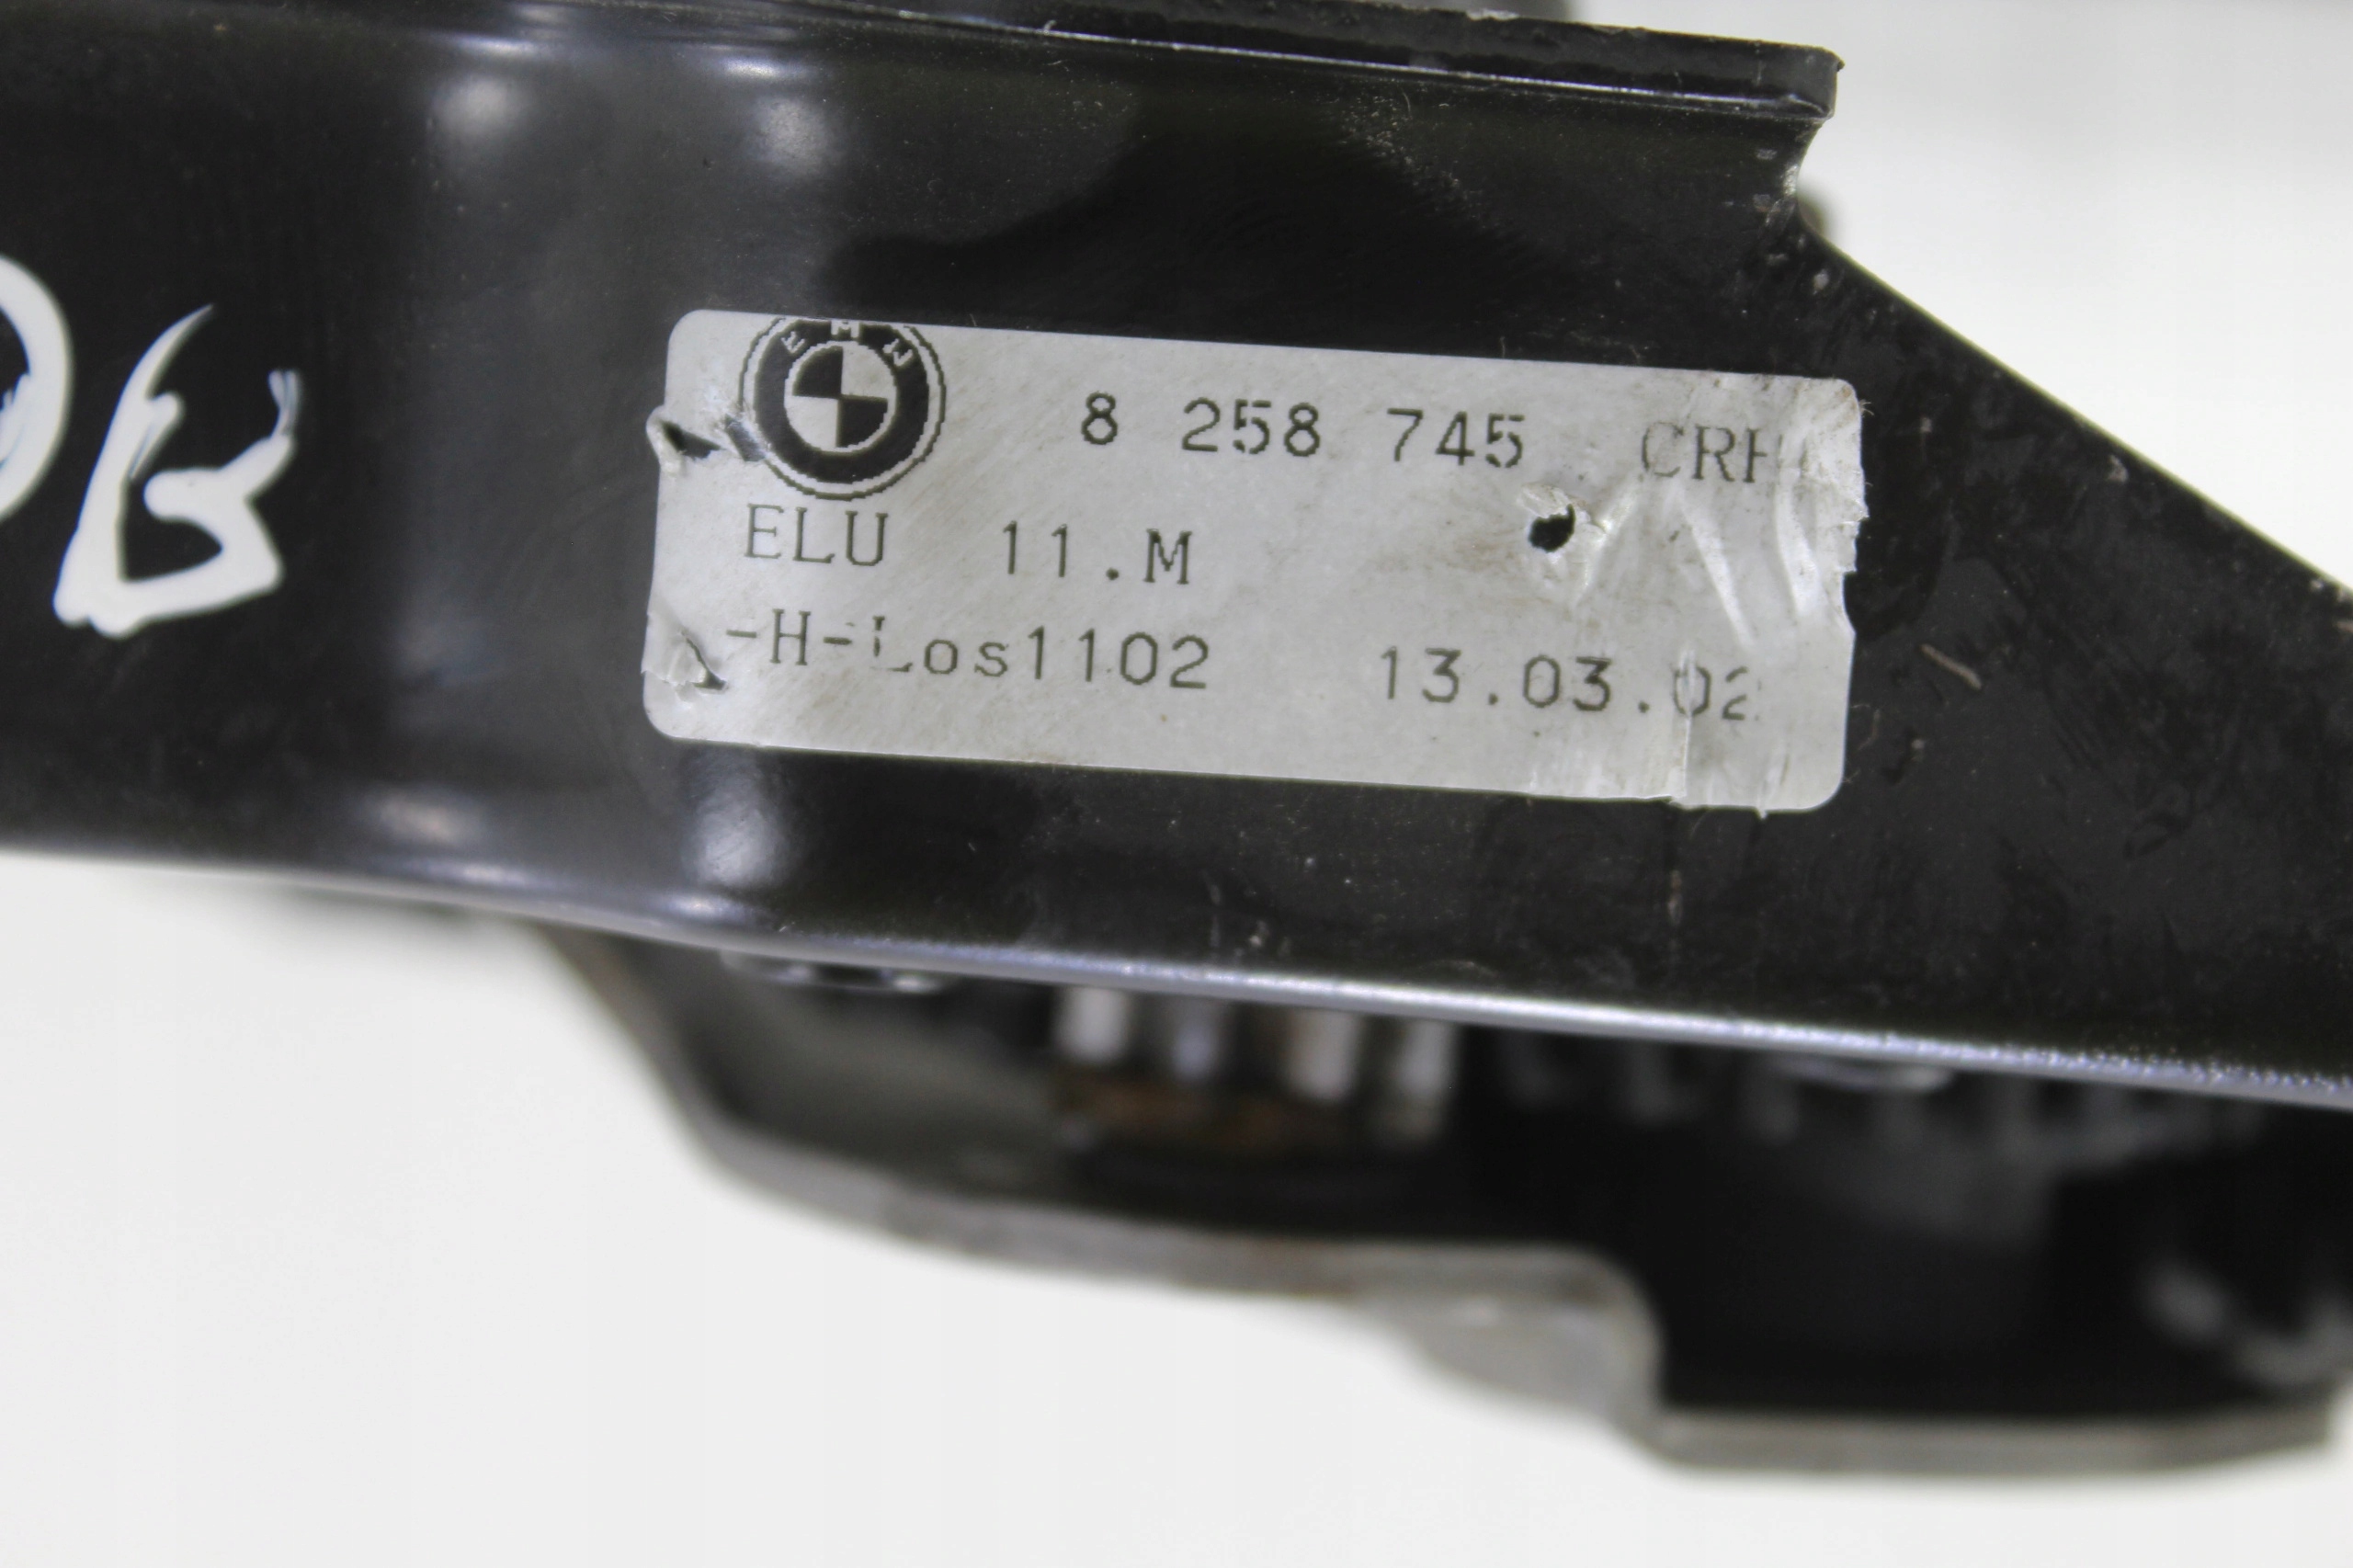 BMW
8 258 745 CRH
ELU 11.M
-H-Los1102 13.03.02